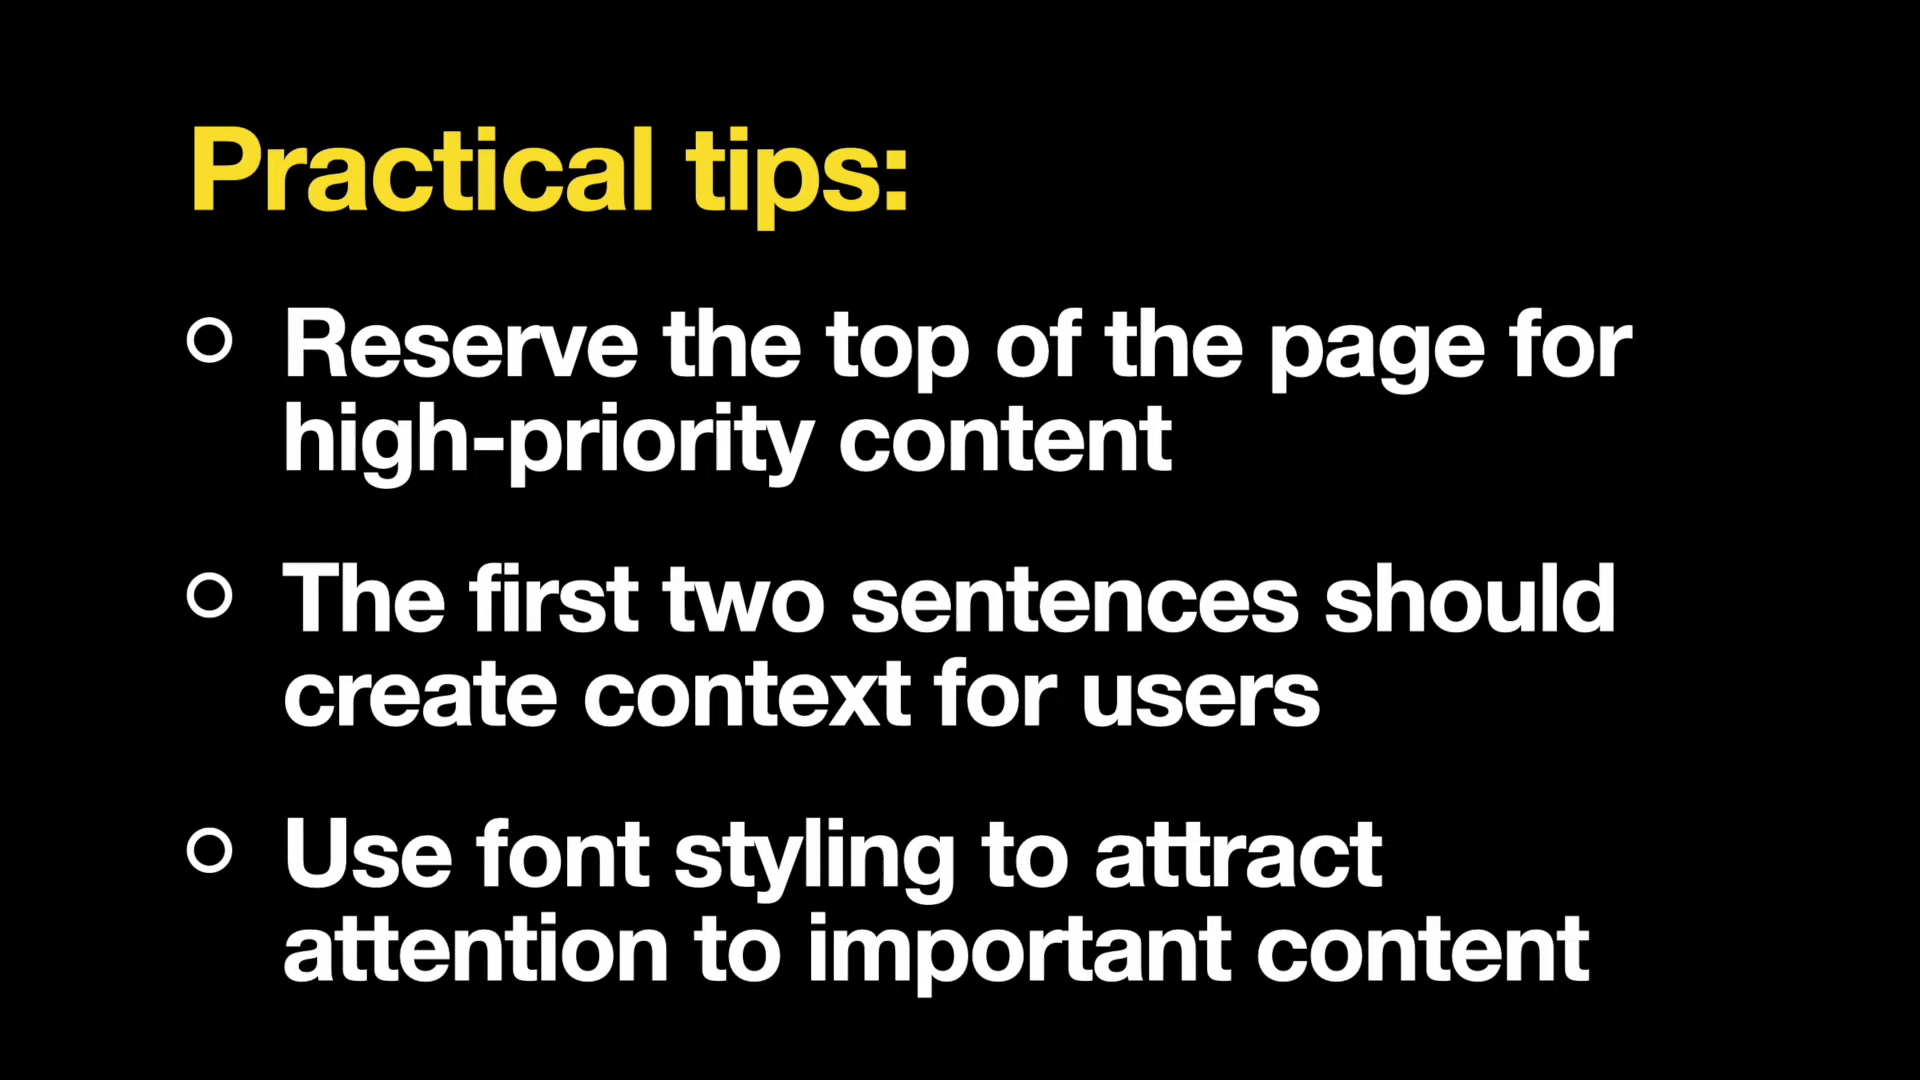 Practical tips:
Reserve the top of the page for
high-priority content
The first two sentences should
create context for users
Use font styling to attract
attention to important content